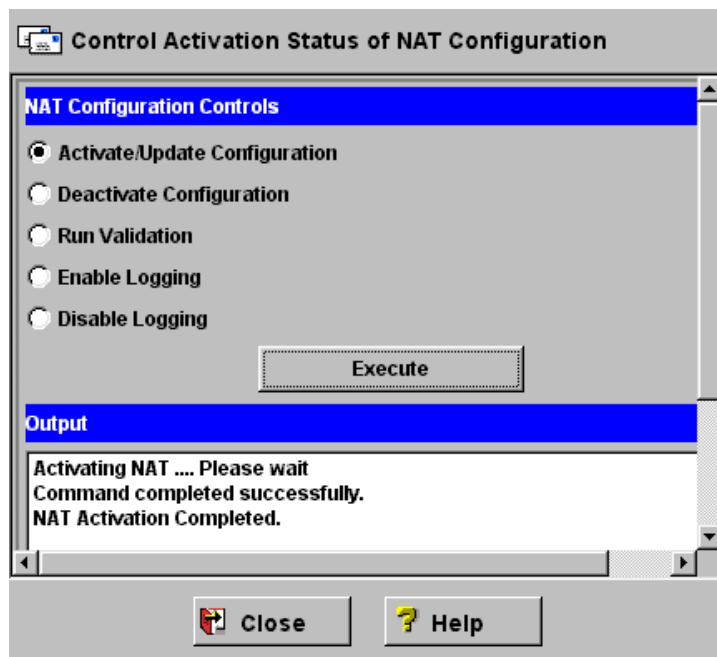 Control Activation Status of NAT Configuration
NAT Configuration Controls
Activate/Update Configuration
Deactivate Configuration
Run Validation
Enable Logging
Disable Logging
Execute
Output
Activating NAT .... Please wait
Command completed successfully.
NAT Activation Completed.
Close
? Help